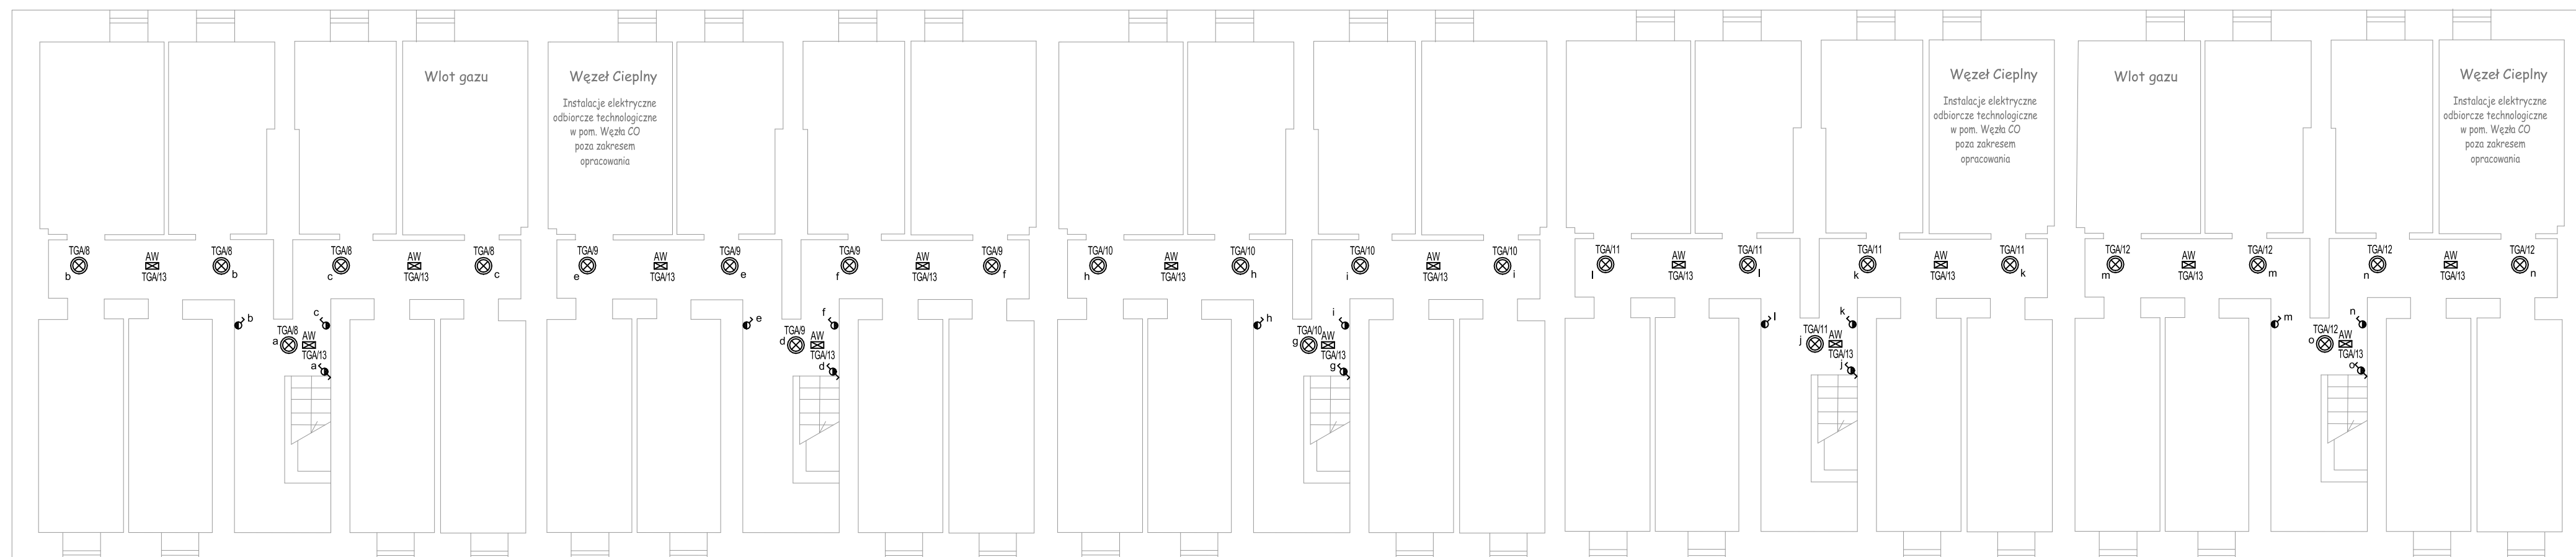 Wlot gazu
Węzeł Cieplny
Instalacje elektryczne
odbiorcze technologiczne
w pom. Węzła CO
poza zakresem
opracowania
Węzeł Cieplny
Instalacje elektryczne
odbiorcze technologiczne
w pom. Węzła CO
poza zakresem
opracowania
Wlot gazu
Węzeł Cieplny
Instalacje elektryczne
odbiorcze technologiczne
w pom. Węzła CO
poza zakresem
opracowania
TGA/8
b
AW
TGA/13
TGA/8
b
TGA/8
c
AW
TGA/13
TGA/8
c
b
c
TGA/8
a
AW
TGA/13
a
TGA/9
e
AW
TGA/13
TGA/9
e
TGA/9
f
AW
TGA/13
TGA/9
f
e
f
TGA/9
d
AW
TGA/13
d
TGA/10
h
AW
TGA/13
TGA/10
h
TGA/10
i
AW
TGA/13
TGA/10
i
h
i
TGA/10
g
AW
TGA/13
g
TGA/11
l
AW
TGA/13
TGA/11
l
TGA/11
k
AW
TGA/13
TGA/11
k
l
k
TGA/11
j
AW
TGA/13
j
TGA/12
m
AW
TGA/13
TGA/12
m
TGA/12
n
AW
TGA/13
TGA/12
n
m
n
TGA/12
o
AW
TGA/13
o